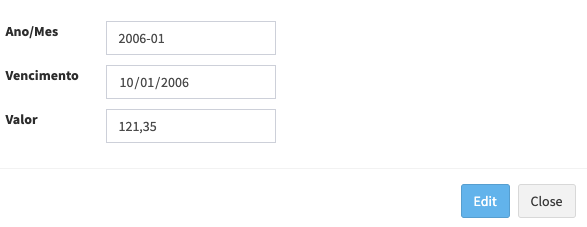 Ano/Mes 2006-01
Vencimento 10/01/2006
Valor 121,35
Edit Close